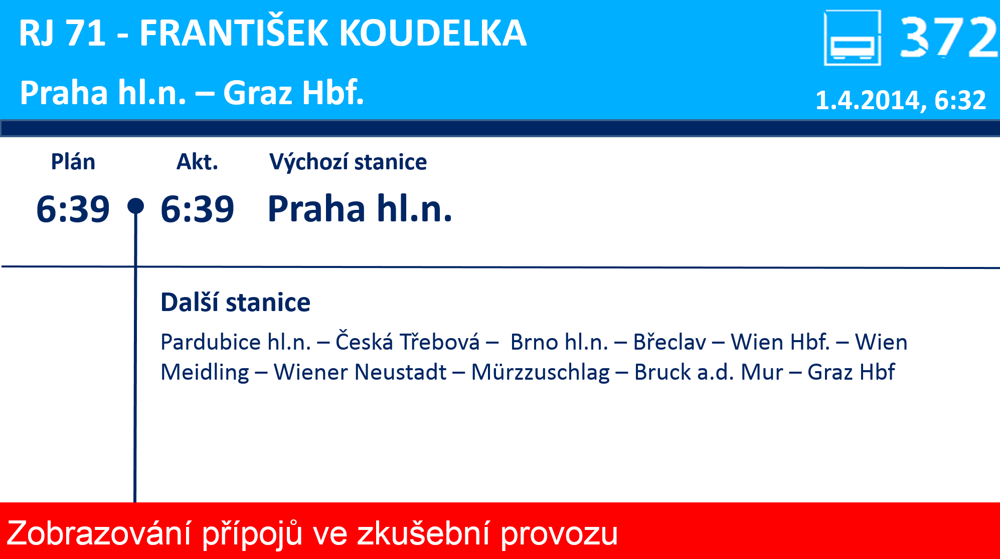 RJ 71 - FRANTIŠEK KOUDELKA
372
Praha hl.n. – Graz Hbf.
1.4.2014, 6:32
Plán Akt. Výchozí stanice
6:39 6:39 Praha hl.n.
Další stanice
Pardubice hl.n. – Česká Třebová – Brno hl.n. – Břeclav – Wien Hbf. – Wien
Meidling – Wiener Neustadt – Mürzzuschlag – Bruck a.d. Mur – Graz Hbf
Zobrazování přípojů ve zkušební provozu